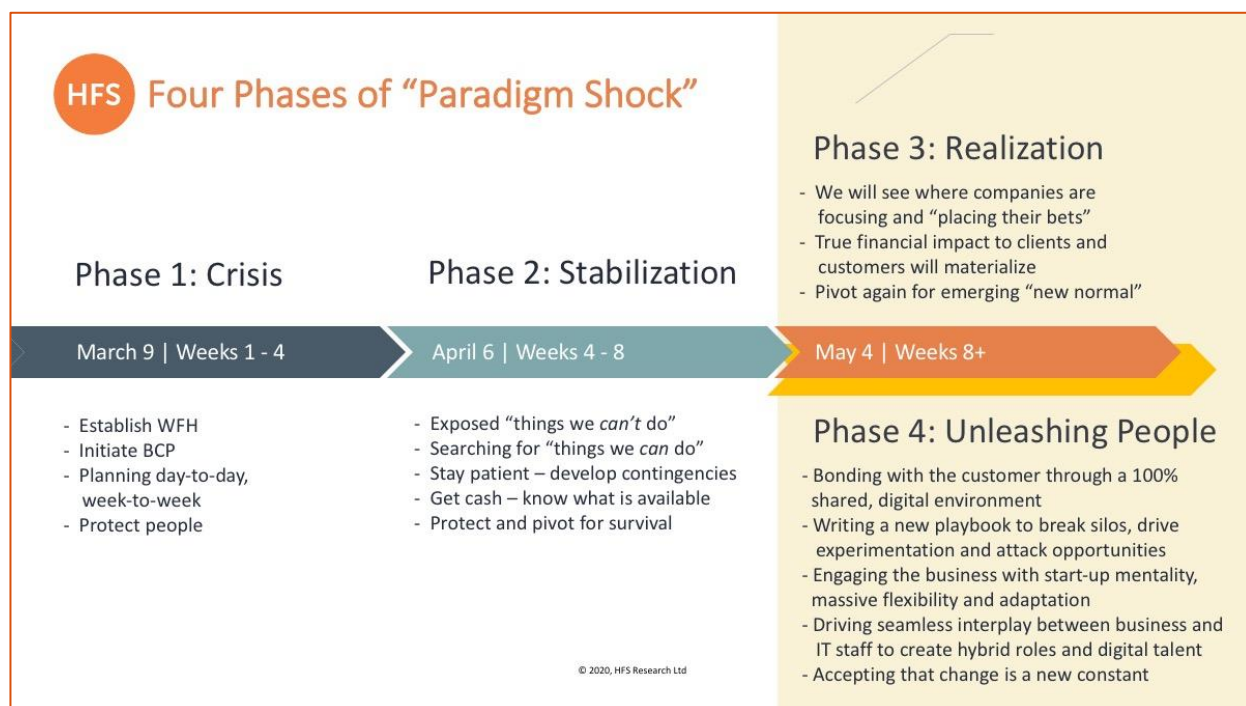 HFS
Four Phases of “Paradigm Shock”
Phase 1: Crisis
March 9 | Weeks 1 - 4
- Establish WFH
- Initiate BCP
- Planning day-to-day,
week-to-week
- Protect people
Phase 2: Stabilization
April 6 | Weeks 4 - 8
- Exposed “things we can’t do”
- Searching for “things we can do”
- Stay patient – develop contingencies
- Get cash – know what is available
- Protect and pivot for survival
Phase 3: Realization
- We will see where companies are
focusing and “placing their bets”
- True financial impact to clients and
customers will materialize
- Pivot again for emerging “new normal”
May 4 | Weeks 8+
Phase 4: Unleashing People
- Bonding with the customer through a 100%
shared, digital environment
- Writing a new playbook to break silos, drive
experimentation and attack opportunities
- Engaging the business with start-up mentality,
massive flexibility and adaptation
- Driving seamless interplay between business and
IT staff to create hybrid roles and digital talent
- Accepting that change is a new constant
© 2020, HFS Research Ltd